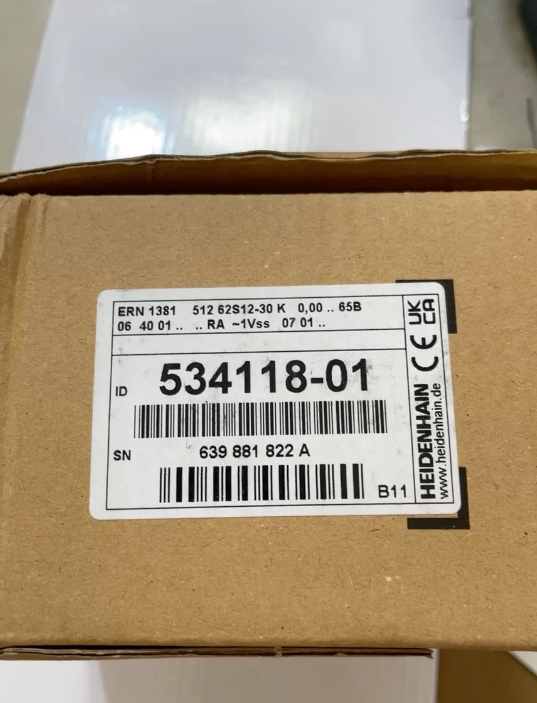 ERN 1381 512 62S12-30 K 0,00 .. 65B
06 40 01 .. .. RA ~1Vss 07 01 ..
ID 534118-01
SN 639 881 822 A
B11
HEIDENHAIN
www.heidenhain.de
CE
UK
CA